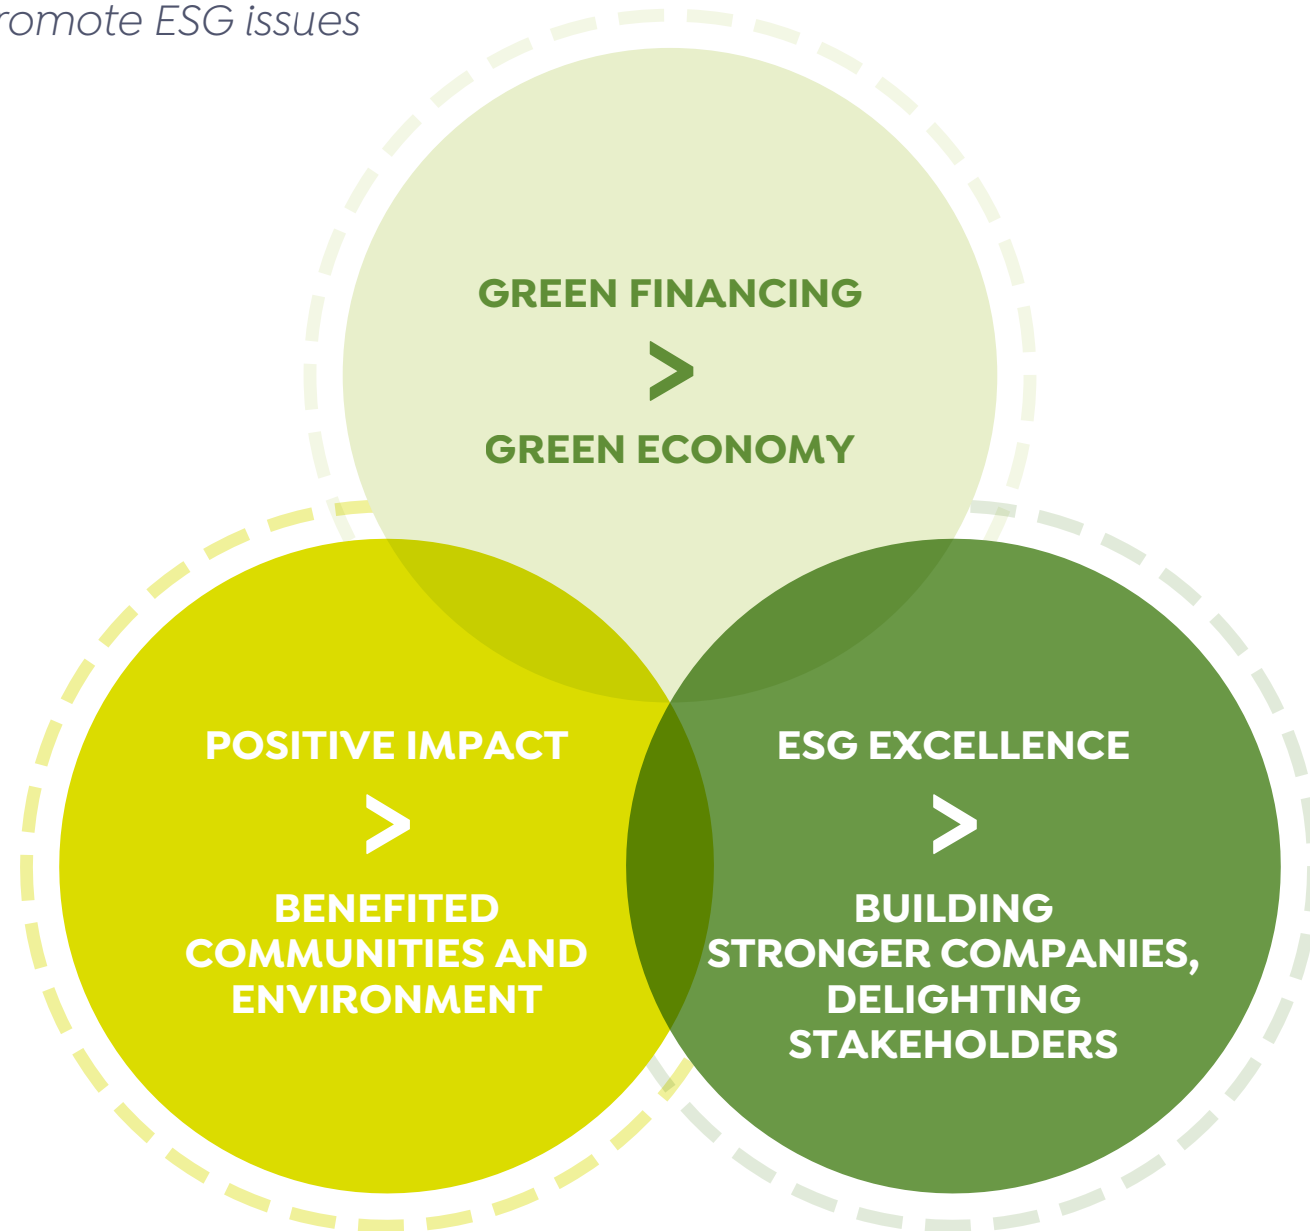 romote ESG issues
GREEN FINANCING
>
GREEN ECONOMY
POSITIVE IMPACT
>
BENEFITED
COMMUNITIES AND
ENVIRONMENT
ESG EXCELLENCE
>
BUILDING
STRONGER COMPANIES,
DELIGHTING
STAKEHOLDERS